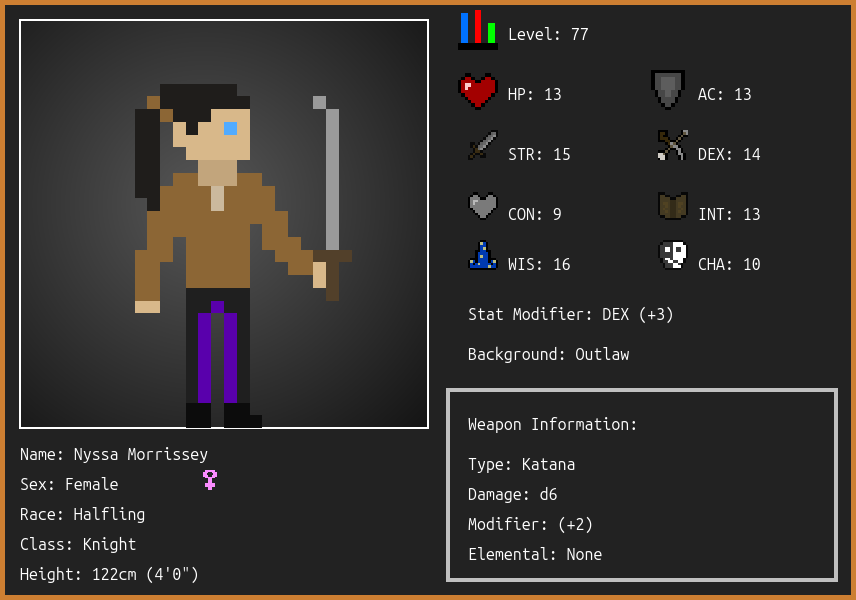 Level: 77
HP: 13
AC: 13
STR: 15
DEX: 14
CON: 9
INT: 13
WIS: 16
CHA: 10
Stat Modifier: DEX (+3)
Background: Outlaw
Weapon Information:
Type: Katana
Damage: d6
Modifier: (+2)
Elemental: None
Name: Nyssa Morrissey
Sex: Female
Race: Halfling
Class: Knight
Height: 122cm (4'0")